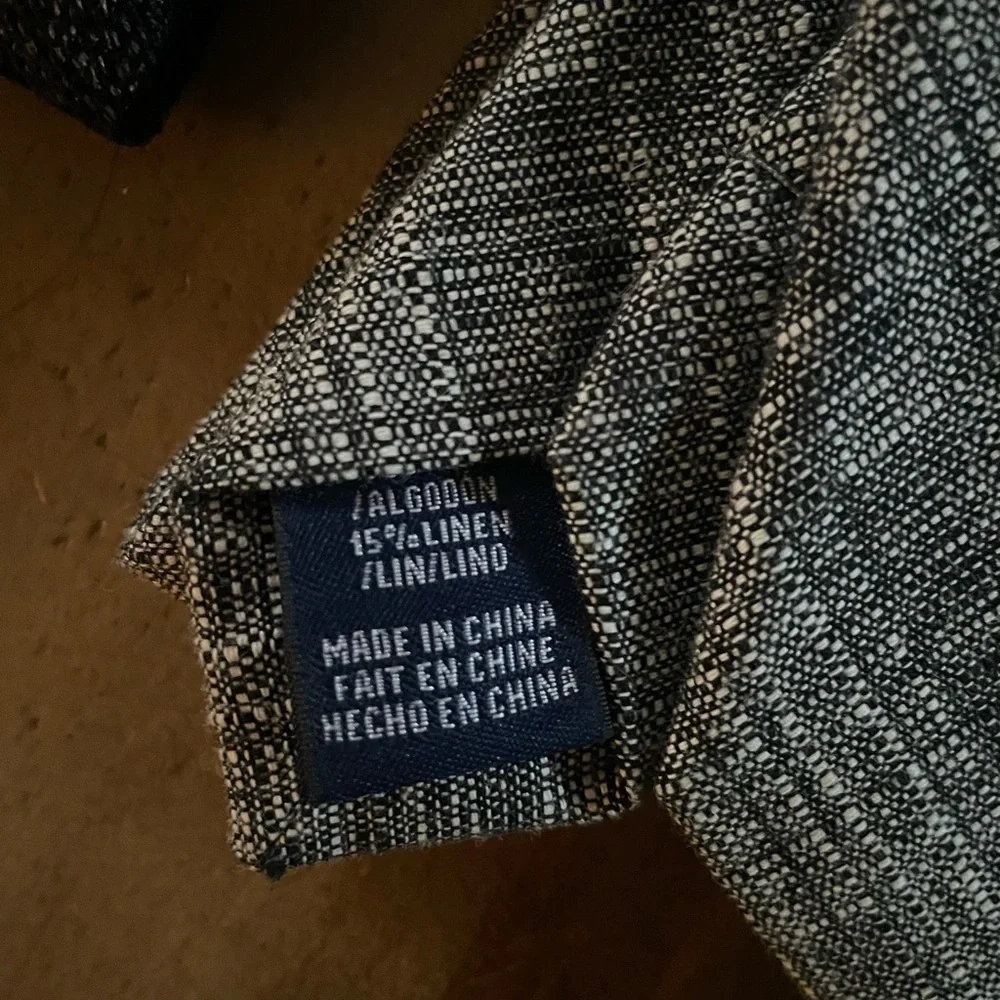 /ALGODON
15% LINEN
/LIN/LINO
MADE IN CHINA
FAIT EN CHINE
HECHO EN CHINA